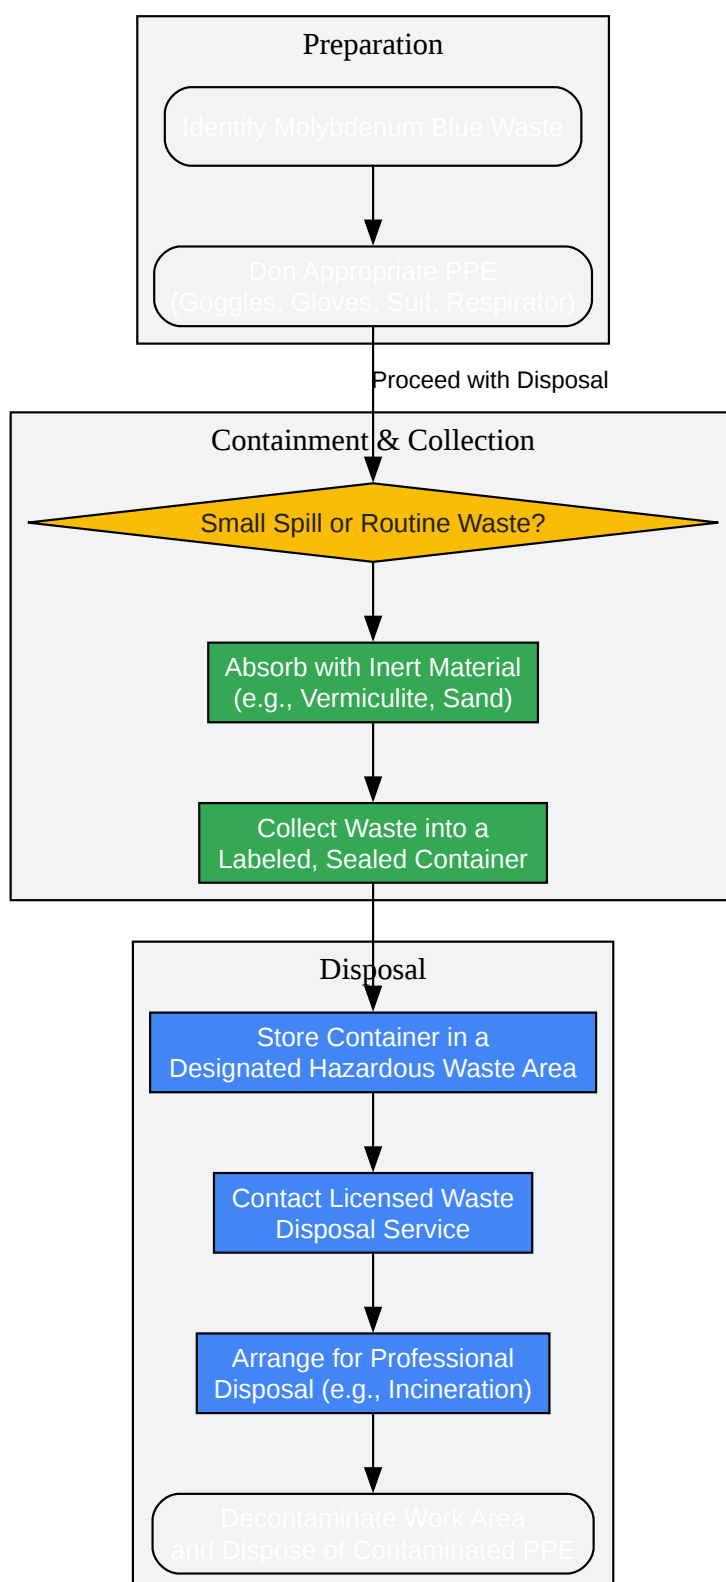 Preparation
Identify Molybdenum Blue Waste
Don Appropriate PPE
(Goggles, Gloves, Suit, Respirator)
Proceed with Disposal
Containment & Collection
Small Spill or Routine Waste?
Absorb with Inert Material
(e.g., Vermiculite, Sand)
Collect Waste into a
Labeled, Sealed Container
Disposal
Store Container in a
Designated Hazardous Waste Area
Contact Licensed Waste
Disposal Service
Arrange for Professional
Disposal (e.g., Incineration)
Decontaminate Work Area
and Dispose of Contaminated PPE